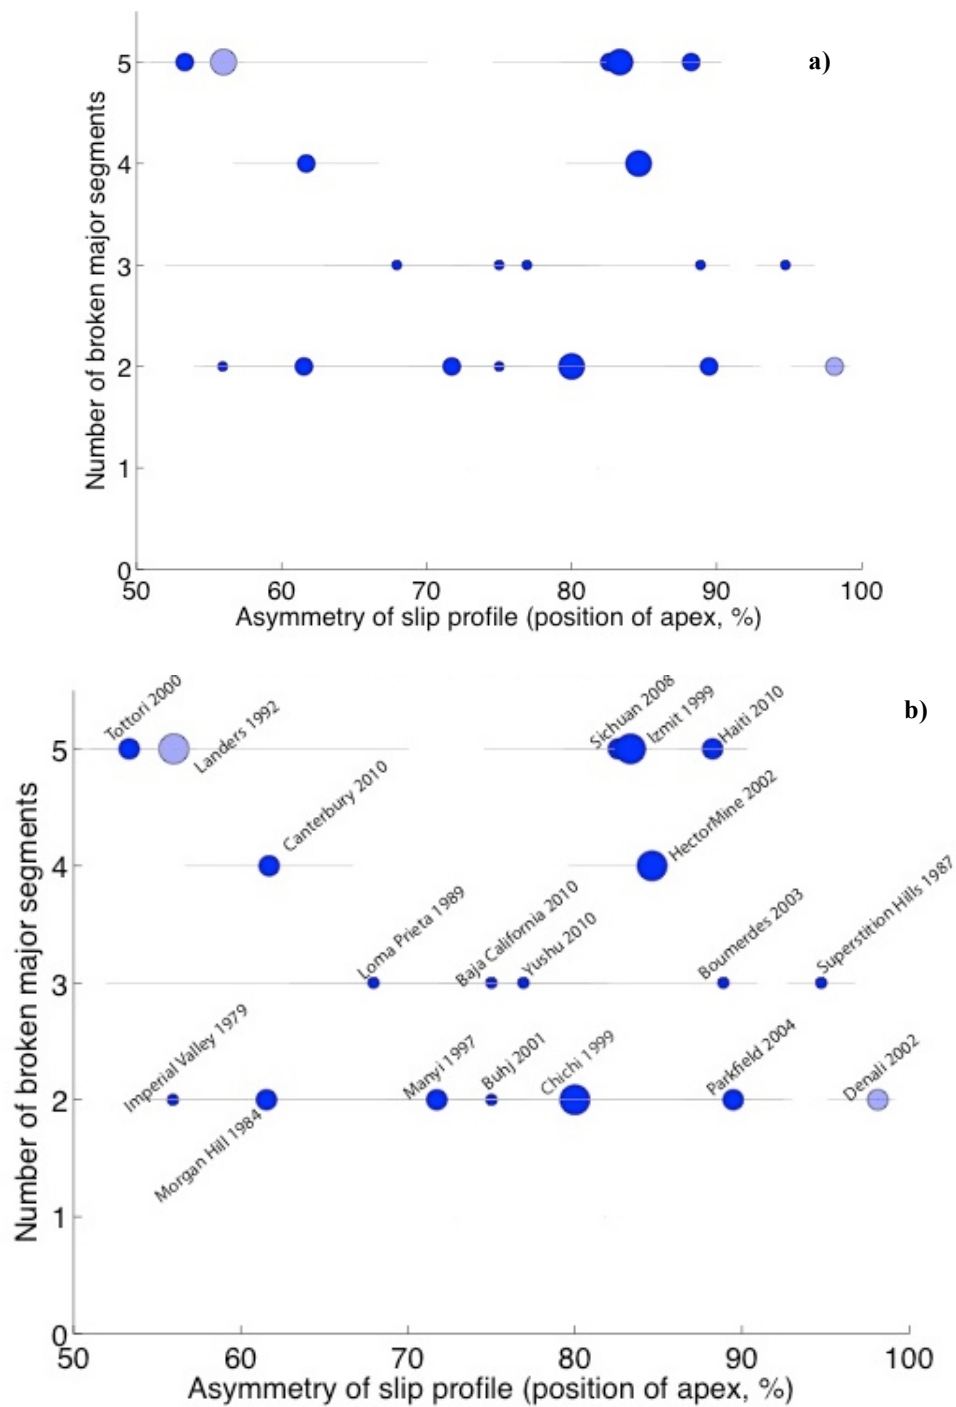 a)
5
4
3
2
1
0
Number of broken major segments
50 60 70 80 90 100
Asymmetry of slip profile (position of apex, %)
b)
Tottori 2000
Landers 1992
Sichuan 2008
Izmit 1999
Haiti 2010
5
Canterbury 2010
HectorMine 2002
4
Loma Prieta 1989
Baja California 2010
Yushu 2010
Boumerdes 2003
Superstition Hills 1987
3
Imperial Valley 1979
Morgan Hill 1984
Manyi 1997
Buhj 2001
Chichi 1999
Parkfield 2004
Denali 2002
2
1
0
Number of broken major segments
50 60 70 80 90 100
Asymmetry of slip profile (position of apex, %)